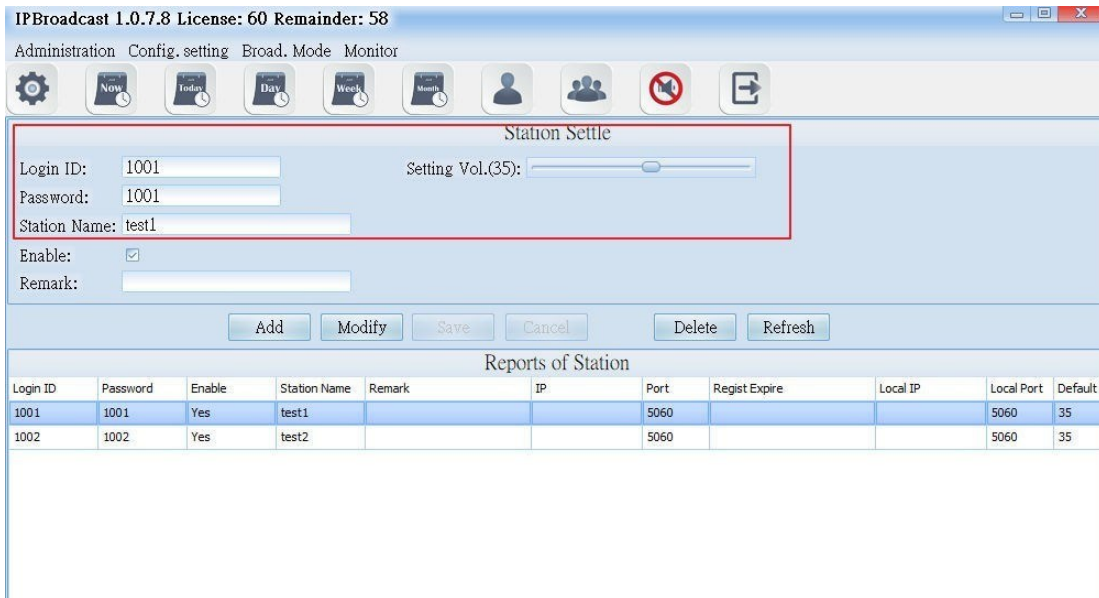 IPBroadcast 1.0.7.8 License: 60 Remainder: 58
Administration Config.setting Broad. Mode Monitor
Now Today Day Week Month
Station Settle
Login ID: 1001 Setting Vol.(35):
Password: 1001
Station Name: test1
Enable:
Remark:
Add Modify Save Cancel Delete Refresh
Reports of Station
Login ID Password Enable Station Name Remark IP Port Regist Expire Local IP Local Port Default
1001 1001 Yes test1 5060 5060 35
1002 1002 Yes test2 5060 5060 35